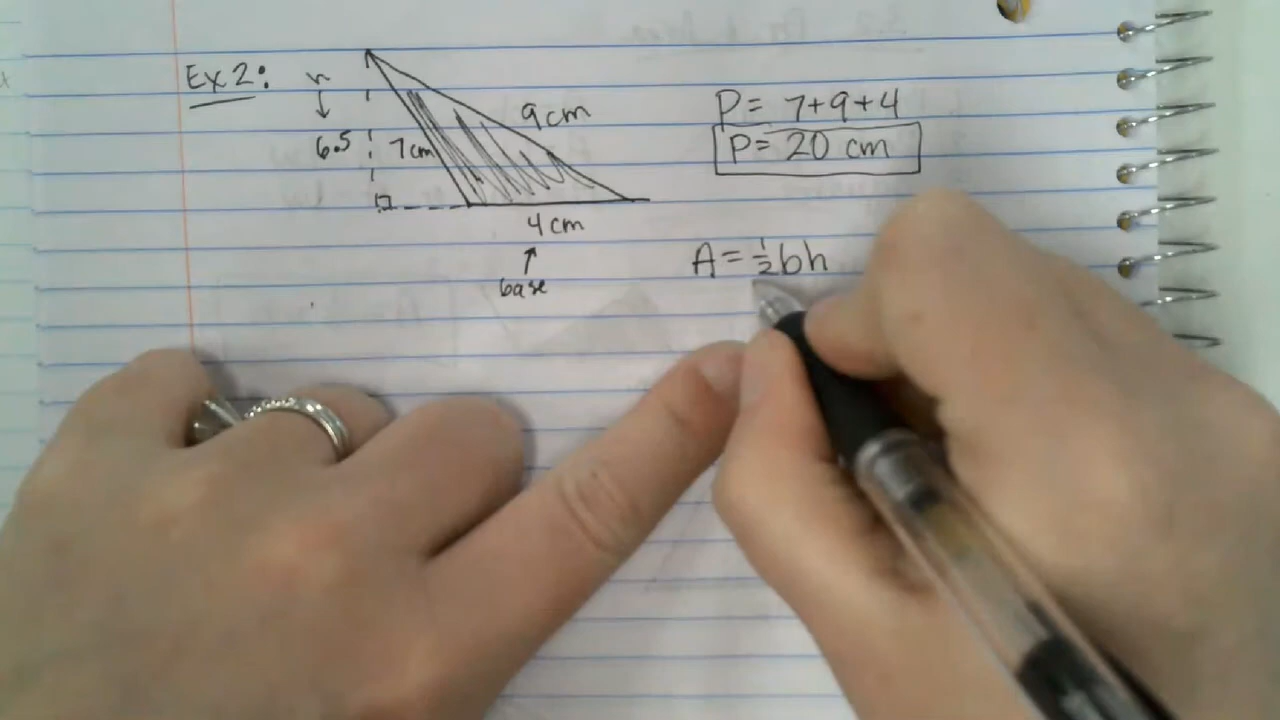 Ex 2:
h
6.5
7cm
9cm
4cm
base
P = 7+9+4
P = 20 cm
A = ½bh